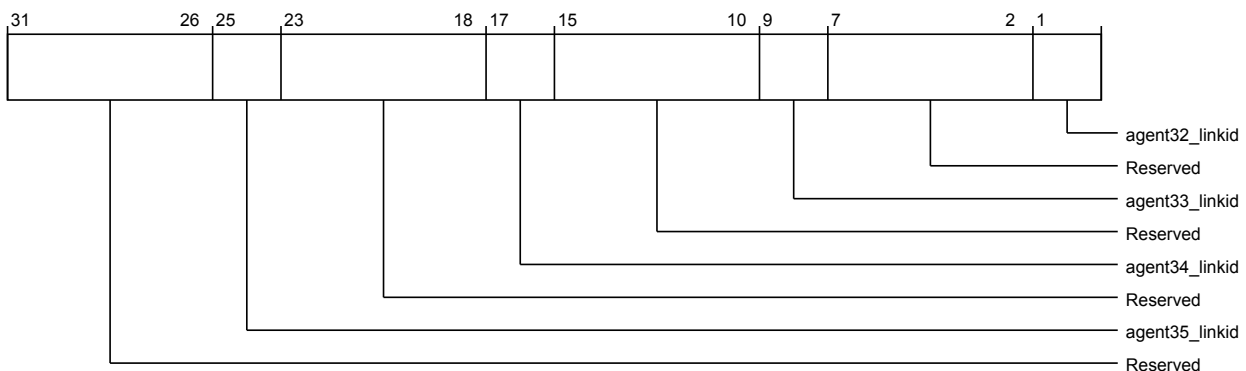 31 26 25 23 18 17 15 10 9 7 2 1
agent32_linkid
Reserved
agent33_linkid
Reserved
agent34_linkid
Reserved
agent35_linkid
Reserved